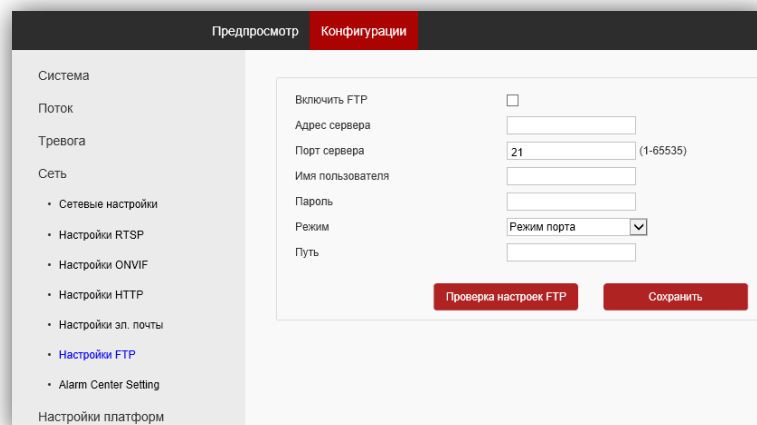 Предпросмотр Конфигурации
Система
Поток
Тревога
Сеть
• Сетевые настройки
• Настройки RTSP
• Настройки ONVIF
• Настройки HTTP
• Настройки эл. почты
• Настройки FTP
• Alarm Center Setting
Настройки платформ
Включить FTP
Адрес сервера
Порт сервера 21 (1-65535)
Имя пользователя
Пароль
Режим Режим порта
Путь
Проверка настроек FTP Сохранить